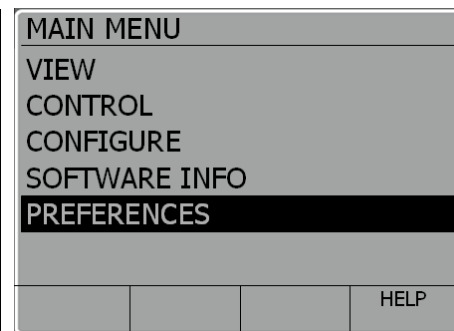 MAIN MENU
VIEW
CONTROL
CONFIGURE
SOFTWARE INFO
PREFERENCES
HELP